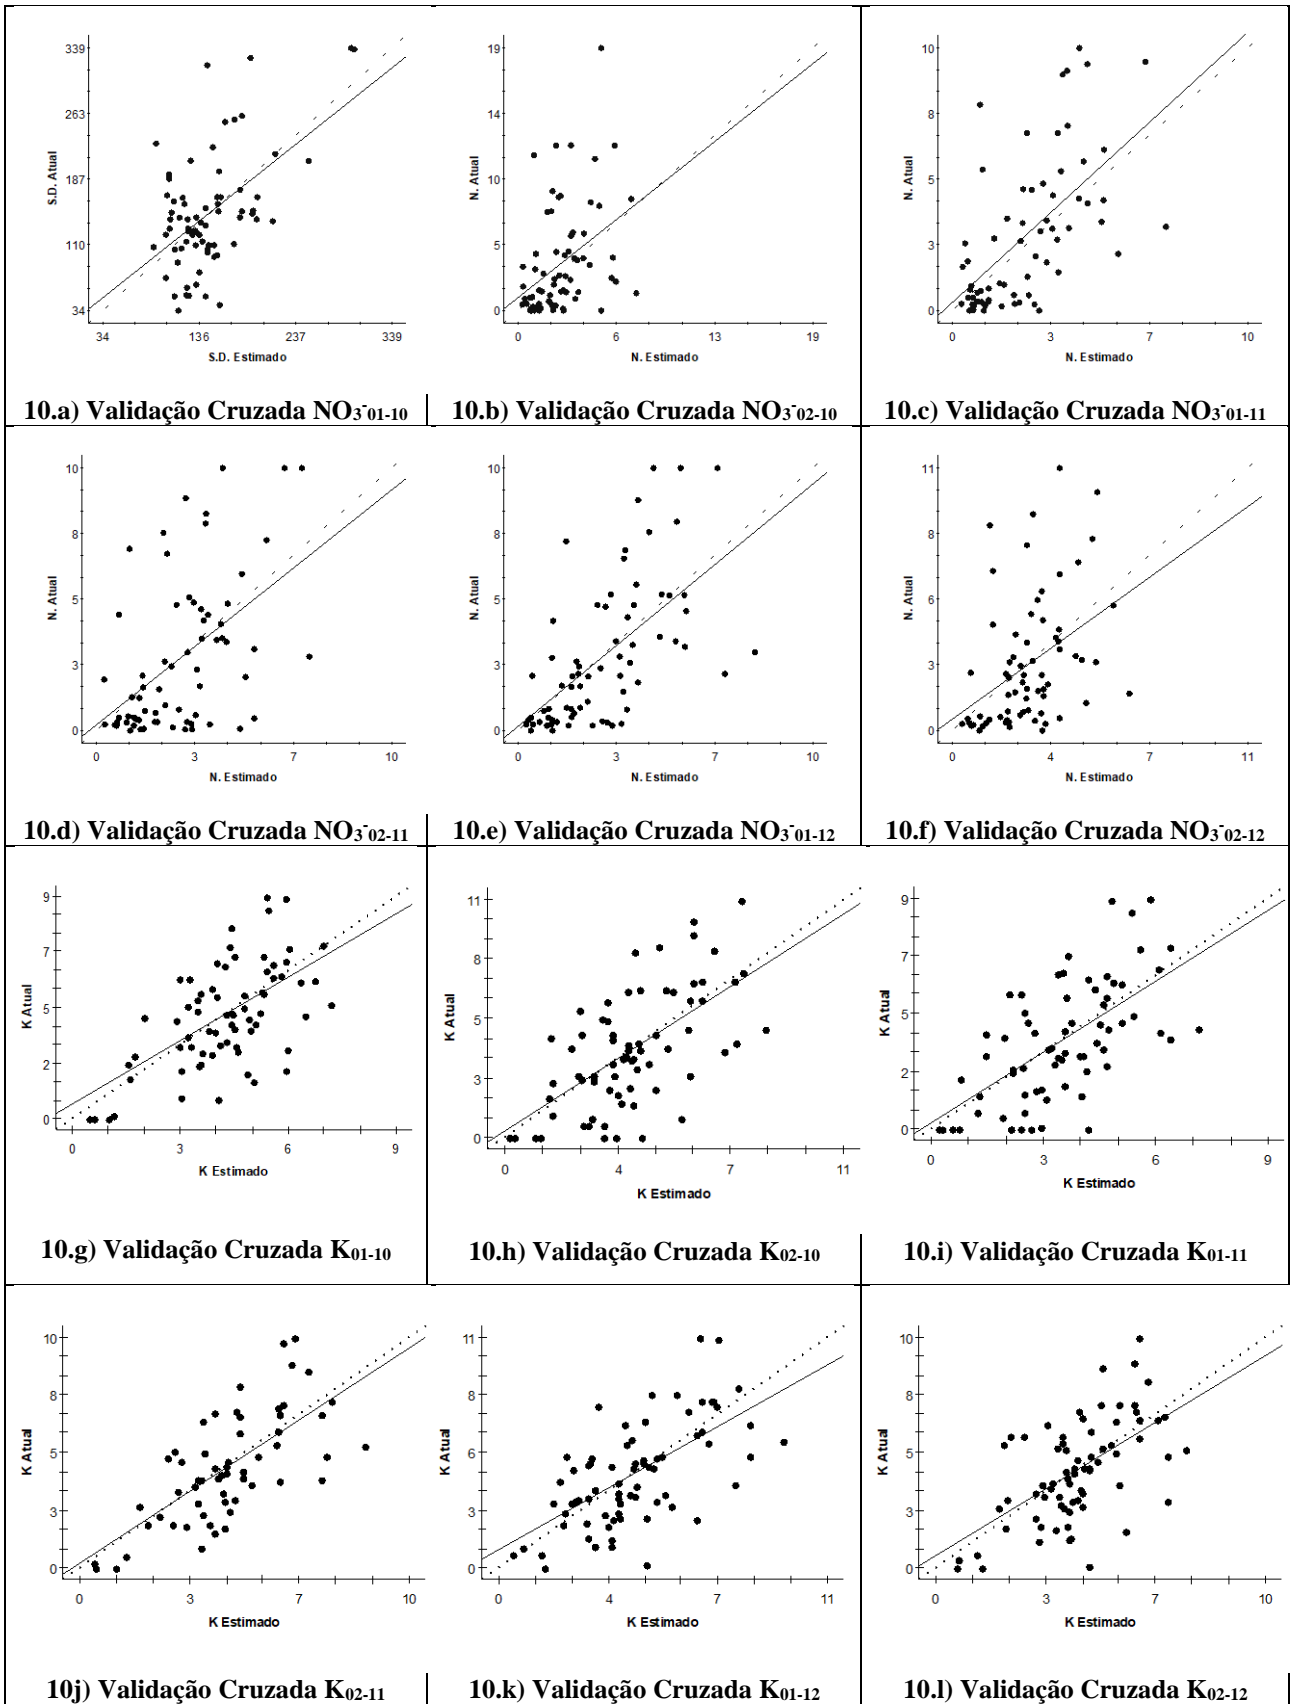 339
263
187
110
34
S.D. Atual
34 136 237 339
S.D. Estimado
10.a) Validação Cruzada NO₃⁻01-10
19
14
10
5
0
N. Atual
0 6 13 19
N. Estimado
10.b) Validação Cruzada NO₃⁻02-10
10
8
5
3
0
N. Atual
0 3 7 10
N. Estimado
10.c) Validação Cruzada NO₃⁻01-11
10
8
5
3
0
N. Atual
0 3 7 10
N. Estimado
10.d) Validação Cruzada NO₃⁻02-11
10
8
5
3
0
N. Atual
0 3 7 10
N. Estimado
10.e) Validação Cruzada NO₃⁻01-12
11
8
6
3
0
N. Atual
0 4 7 11
N. Estimado
10.f) Validação Cruzada NO₃⁻02-12
9
7
5
2
0
K Atual
0 3 6 9
K Estimado
10.g) Validação Cruzada K01-10
11
8
5
3
0
K Atual
0 4 7 11
K Estimado
10.h) Validação Cruzada K02-10
9
7
5
2
0
K Atual
0 3 6 9
K Estimado
10.i) Validação Cruzada K01-11
10
8
5
3
0
K Atual
0 3 7 10
K Estimado
10j) Validação Cruzada K02-11
11
8
6
3
0
K Atual
0 4 7 11
K Estimado
10.k) Validação Cruzada K01-12
10
8
5
3
0
K Atual
0 3 7 10
K Estimado
10.l) Validação Cruzada K02-12